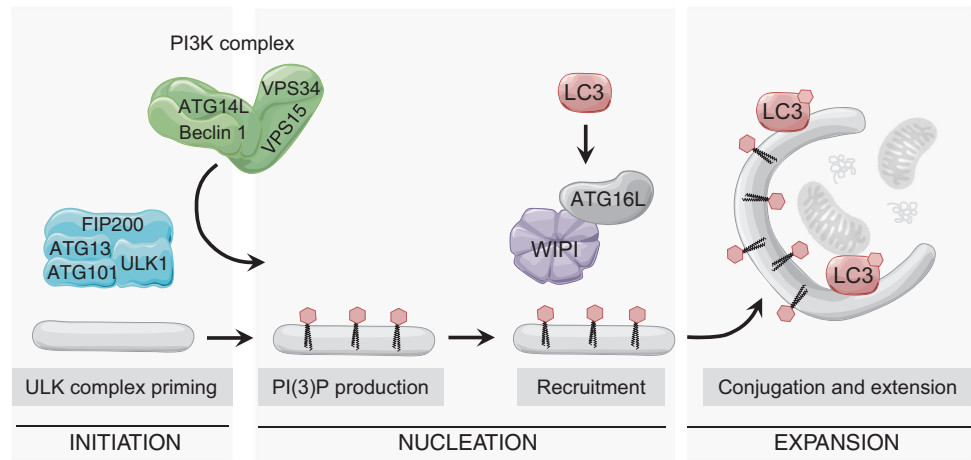 PI3K complex
VPS34
ATG14L
Beclin 1
VPS15
LC3
ATG16L
WIPI
LC3
LC3
FIP200
ATG13
ULK1
ATG101
ULK complex priming
PI(3)P production
Recruitment
Conjugation and extension
INITIATION
NUCLEATION
EXPANSION